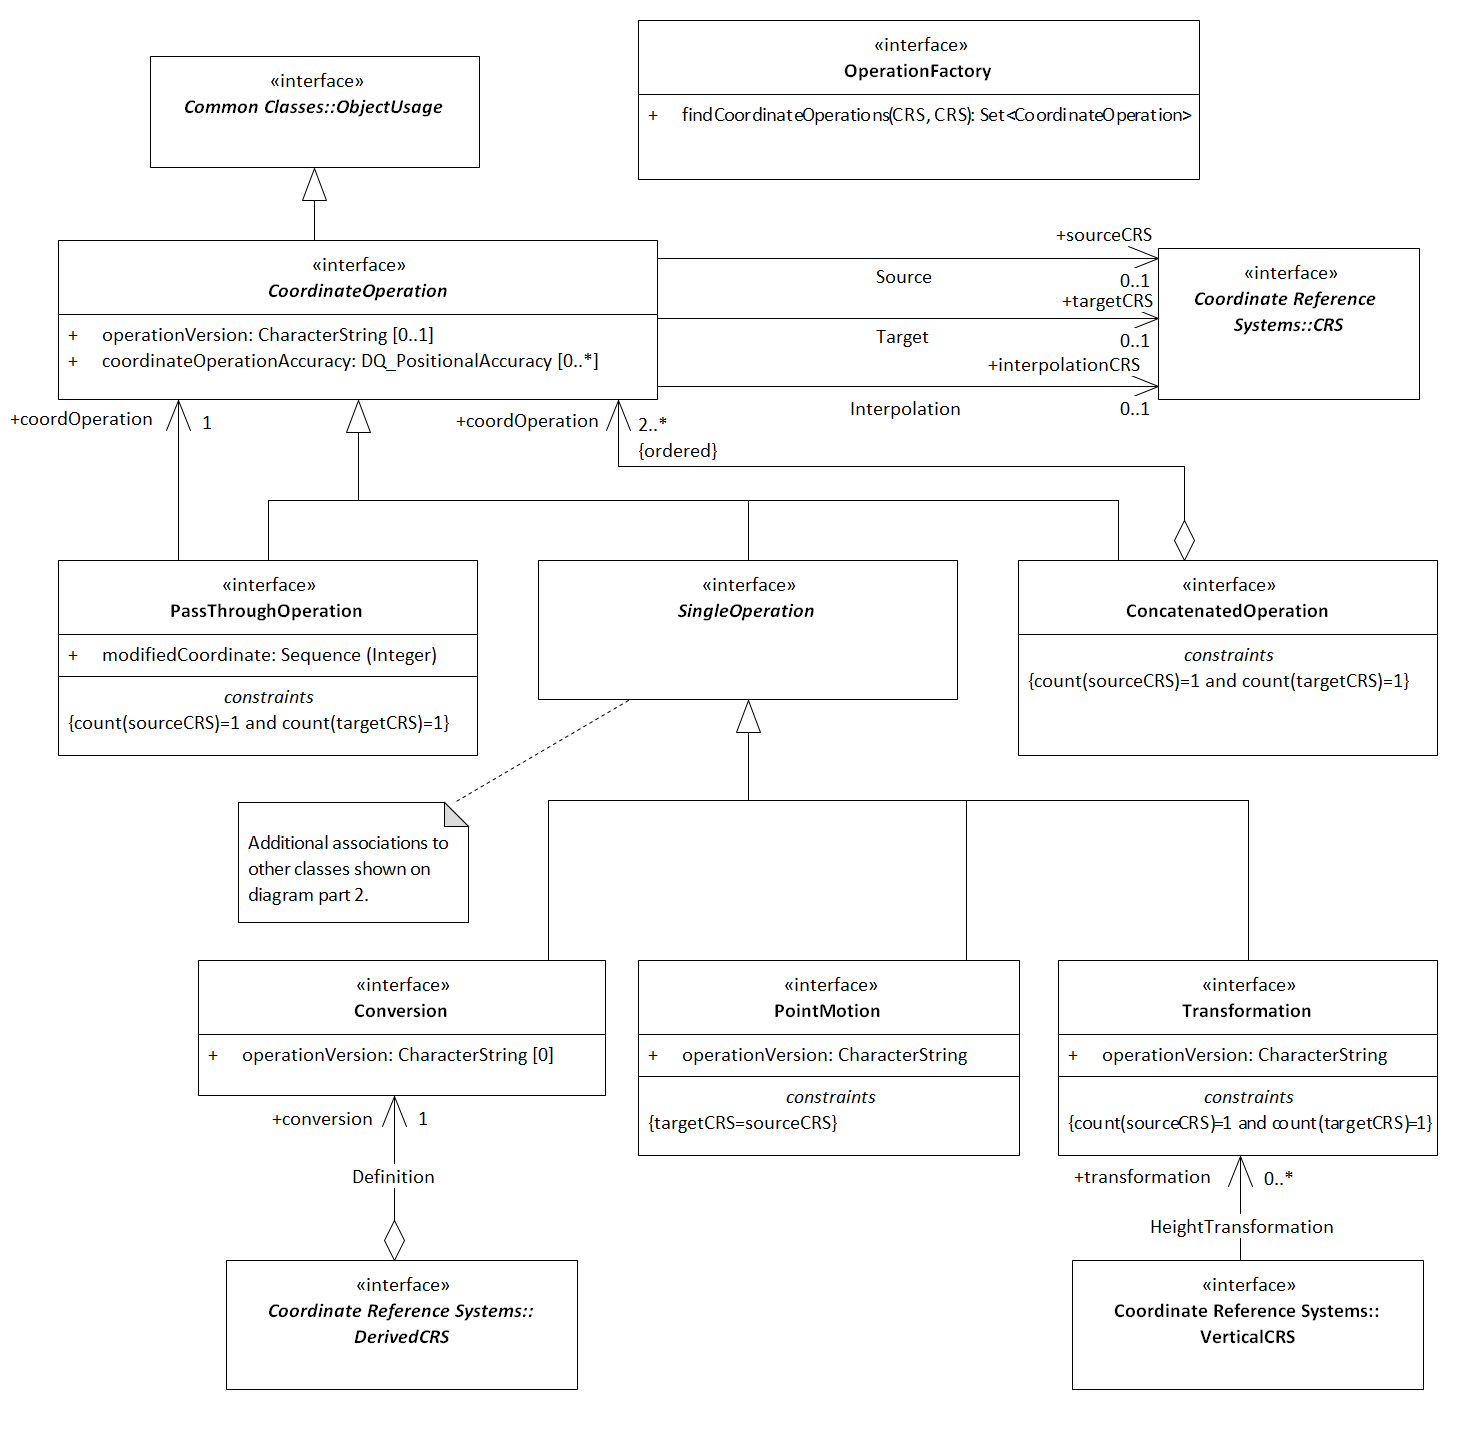 «interface»
OperationFactory
+ findCoordinateOperations(CRS, CRS): Set<CoordinateOperation>
«interface»
Common Classes::ObjectUsage
«interface»
CoordinateOperation
+ operationVersion: CharacterString [0..1]
+ coordinateOperationAccuracy: DQ_PositionalAccuracy [0..*]
+sourceCRS
Source
0..1
+targetCRS
Target
0..1
+interpolationCRS
Interpolation
0..1
«interface»
Coordinate Reference
Systems::CRS
+coordOperation
1
+coordOperation
2..*
{ordered}
«interface»
PassThroughOperation
+ modifiedCoordinate: Sequence (Integer)
constraints
{count(sourceCRS)=1 and count(targetCRS)=1}
«interface»
SingleOperation
«interface»
ConcatenatedOperation
constraints
{count(sourceCRS)=1 and count(targetCRS)=1}
Additional associations to
other classes shown on
diagram part 2.
«interface»
Conversion
+ operationVersion: CharacterString [0]
«interface»
PointMotion
+ operationVersion: CharacterString
constraints
{targetCRS=sourceCRS}
«interface»
Transformation
+ operationVersion: CharacterString
constraints
{count(sourceCRS)=1 and count(targetCRS)=1}
+conversion
1
Definition
+transformation
0..*
HeightTransformation
«interface»
Coordinate Reference Systems::
DerivedCRS
«interface»
Coordinate Reference Systems::
VerticalCRS